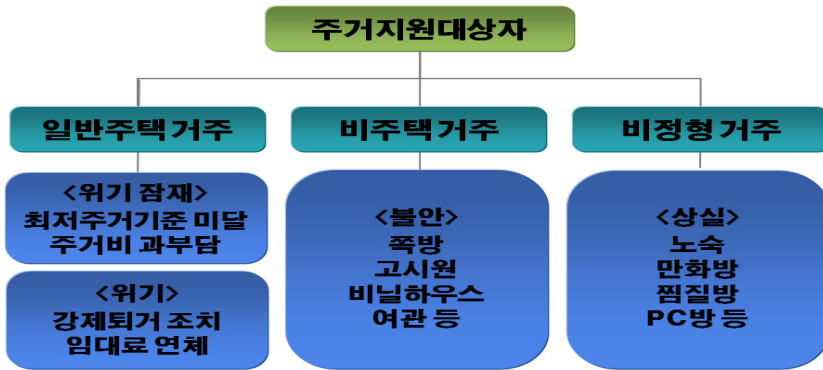 주거지원대상자
일반주택거주
<위기 잠재>
최저주거기준 미달
주거비 과부담
<위기>
강제퇴거 조치
임대료 연체
비주택거주
<불안>
쪽방
고시원
비닐하우스
여관 등
비정형거주
<상실>
노숙
만화방
찜질방
PC방 등